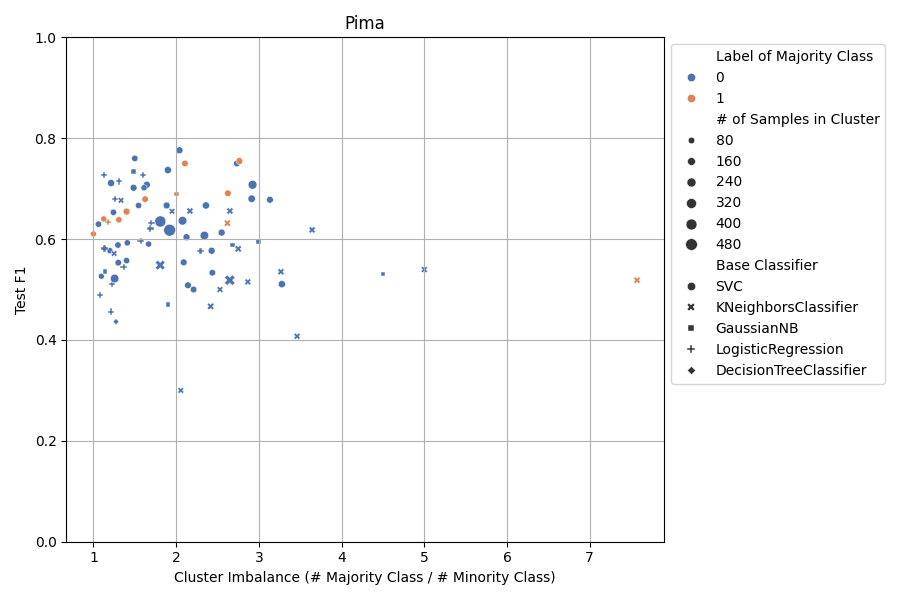 Pima
1.0
0.8
0.6
0.4
0.2
0.0
Test F1
1 2 3 4 5 6 7
Cluster Imbalance (# Majority Class / # Minority Class)
Label of Majority Class
0
1
# of Samples in Cluster
80
160
240
320
400
480
Base Classifier
SVC
KNeighborsClassifier
GaussianNB
LogisticRegression
DecisionTreeClassifier